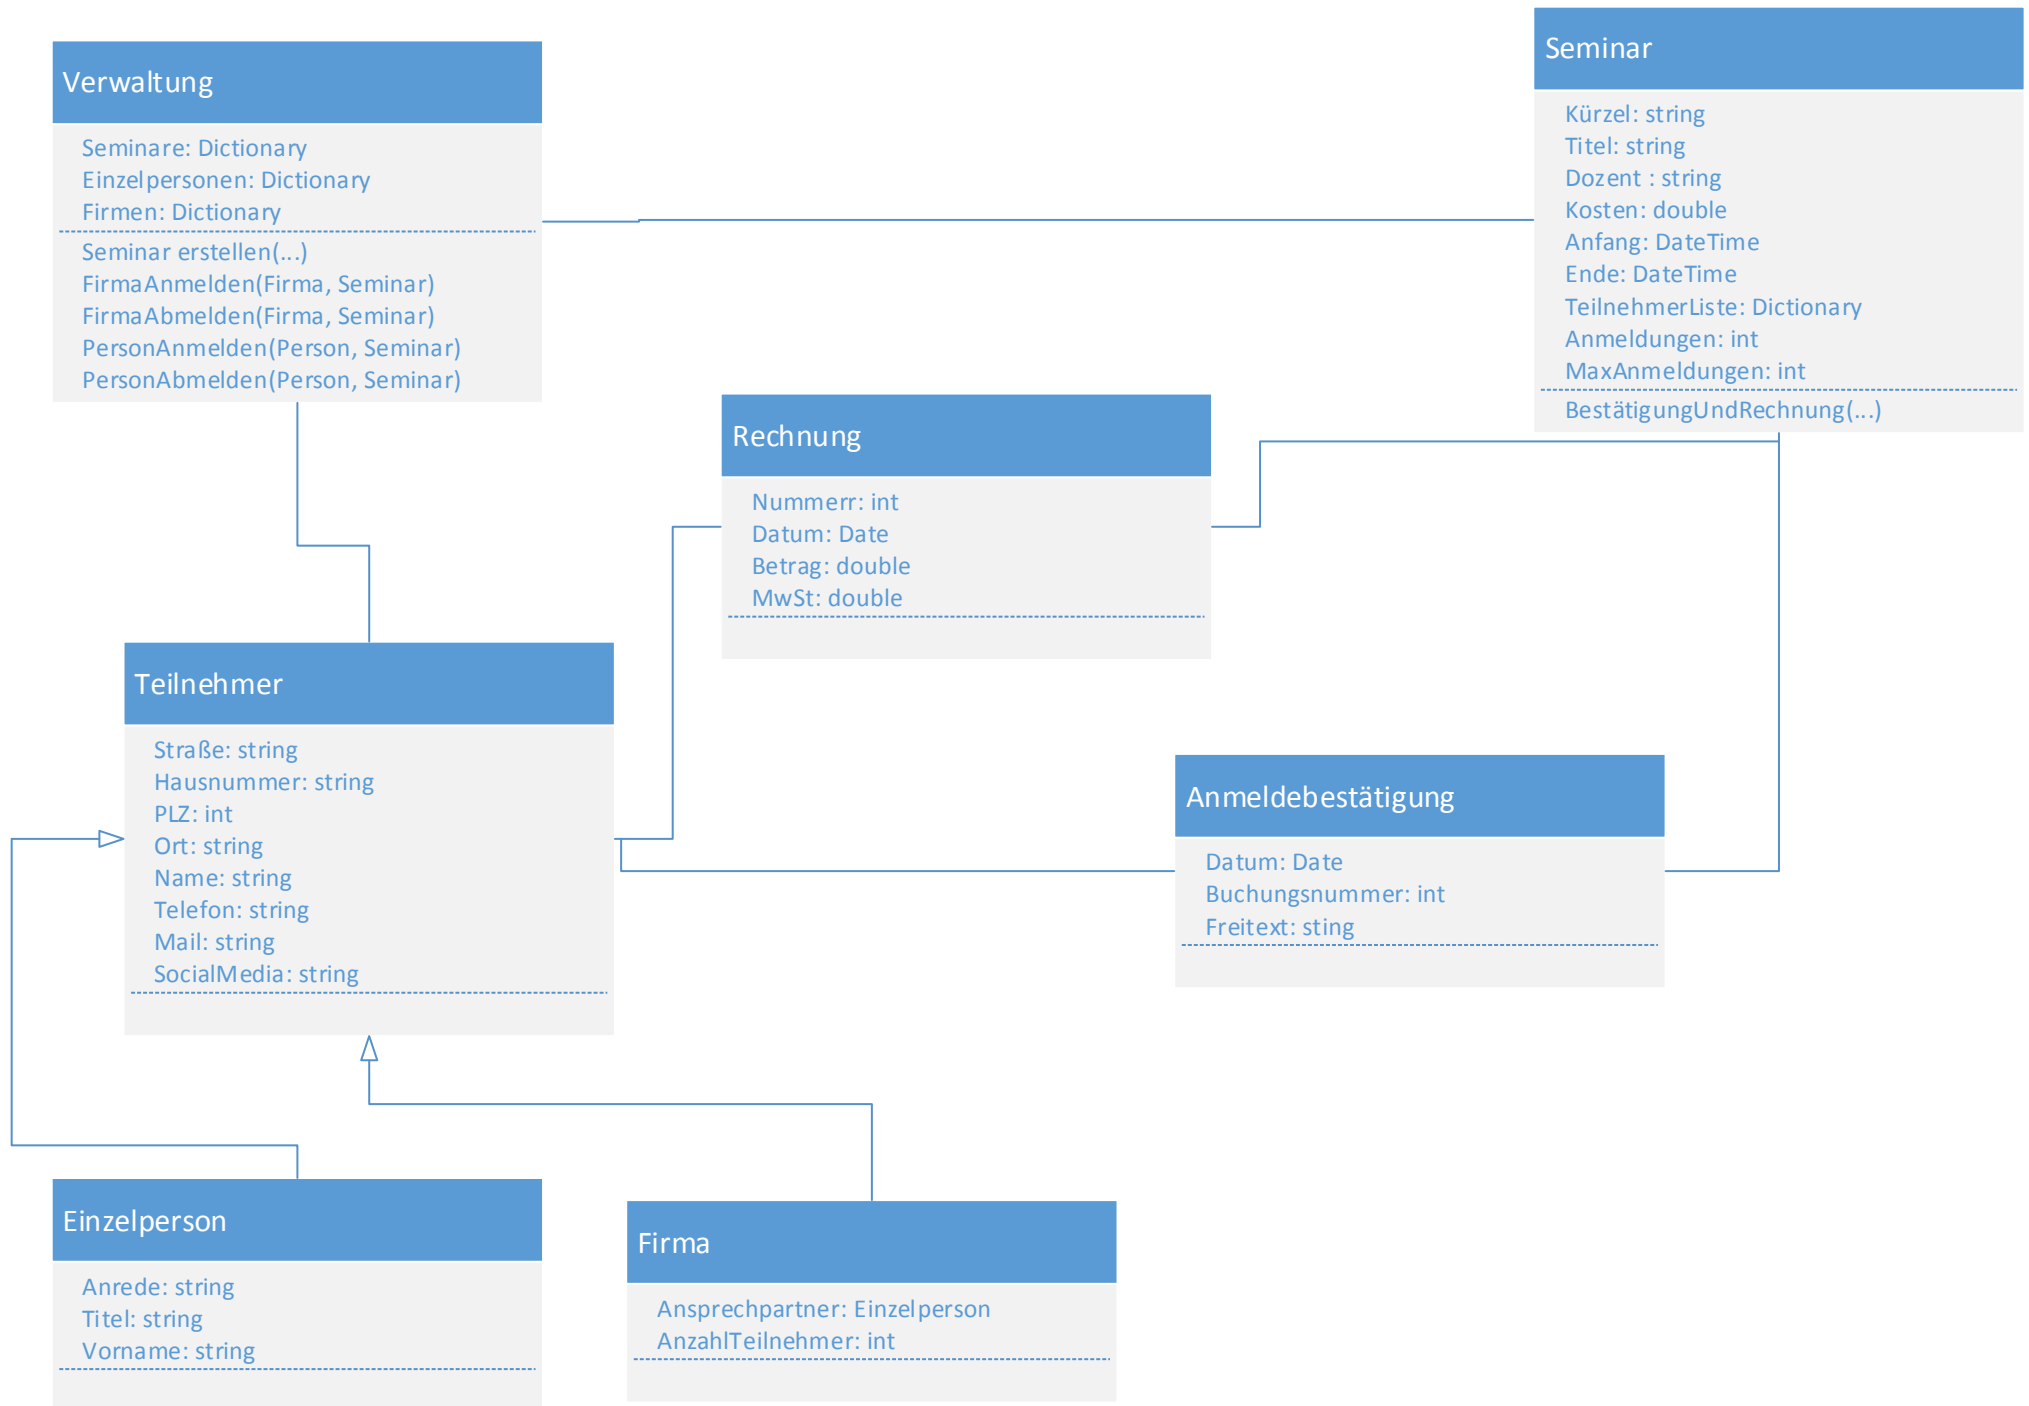 Verwaltung
Seminare: Dictionary
Einzelpersonen: Dictionary
Firmen: Dictionary
Seminar erstellen(...)
FirmaAnmelden(Firma, Seminar)
FirmaAbmelden(Firma, Seminar)
PersonAnmelden(Person, Seminar)
PersonAbmelden(Person, Seminar)
Seminar
Kürzel: string
Titel: string
Dozent : string
Kosten: double
Anfang: DateTime
Ende: DateTime
TeilnehmerListe: Dictionary
Anmeldungen: int
MaxAnmeldungen: int
BestätigungUndRechnung(...)
Rechnung
Nummerr: int
Datum: Date
Betrag: double
MwSt: double
Teilnehmer
Straße: string
Hausnummer: string
PLZ: int
Ort: string
Name: string
Telefon: string
Mail: string
SocialMedia: string
Anmeldebestätigung
Datum: Date
Buchungsnummer: int
Freitext: sting
Einzelperson
Anrede: string
Titel: string
Vorname: string
Firma
Ansprechpartner: Einzelperson
AnzahlTeilnehmer: int